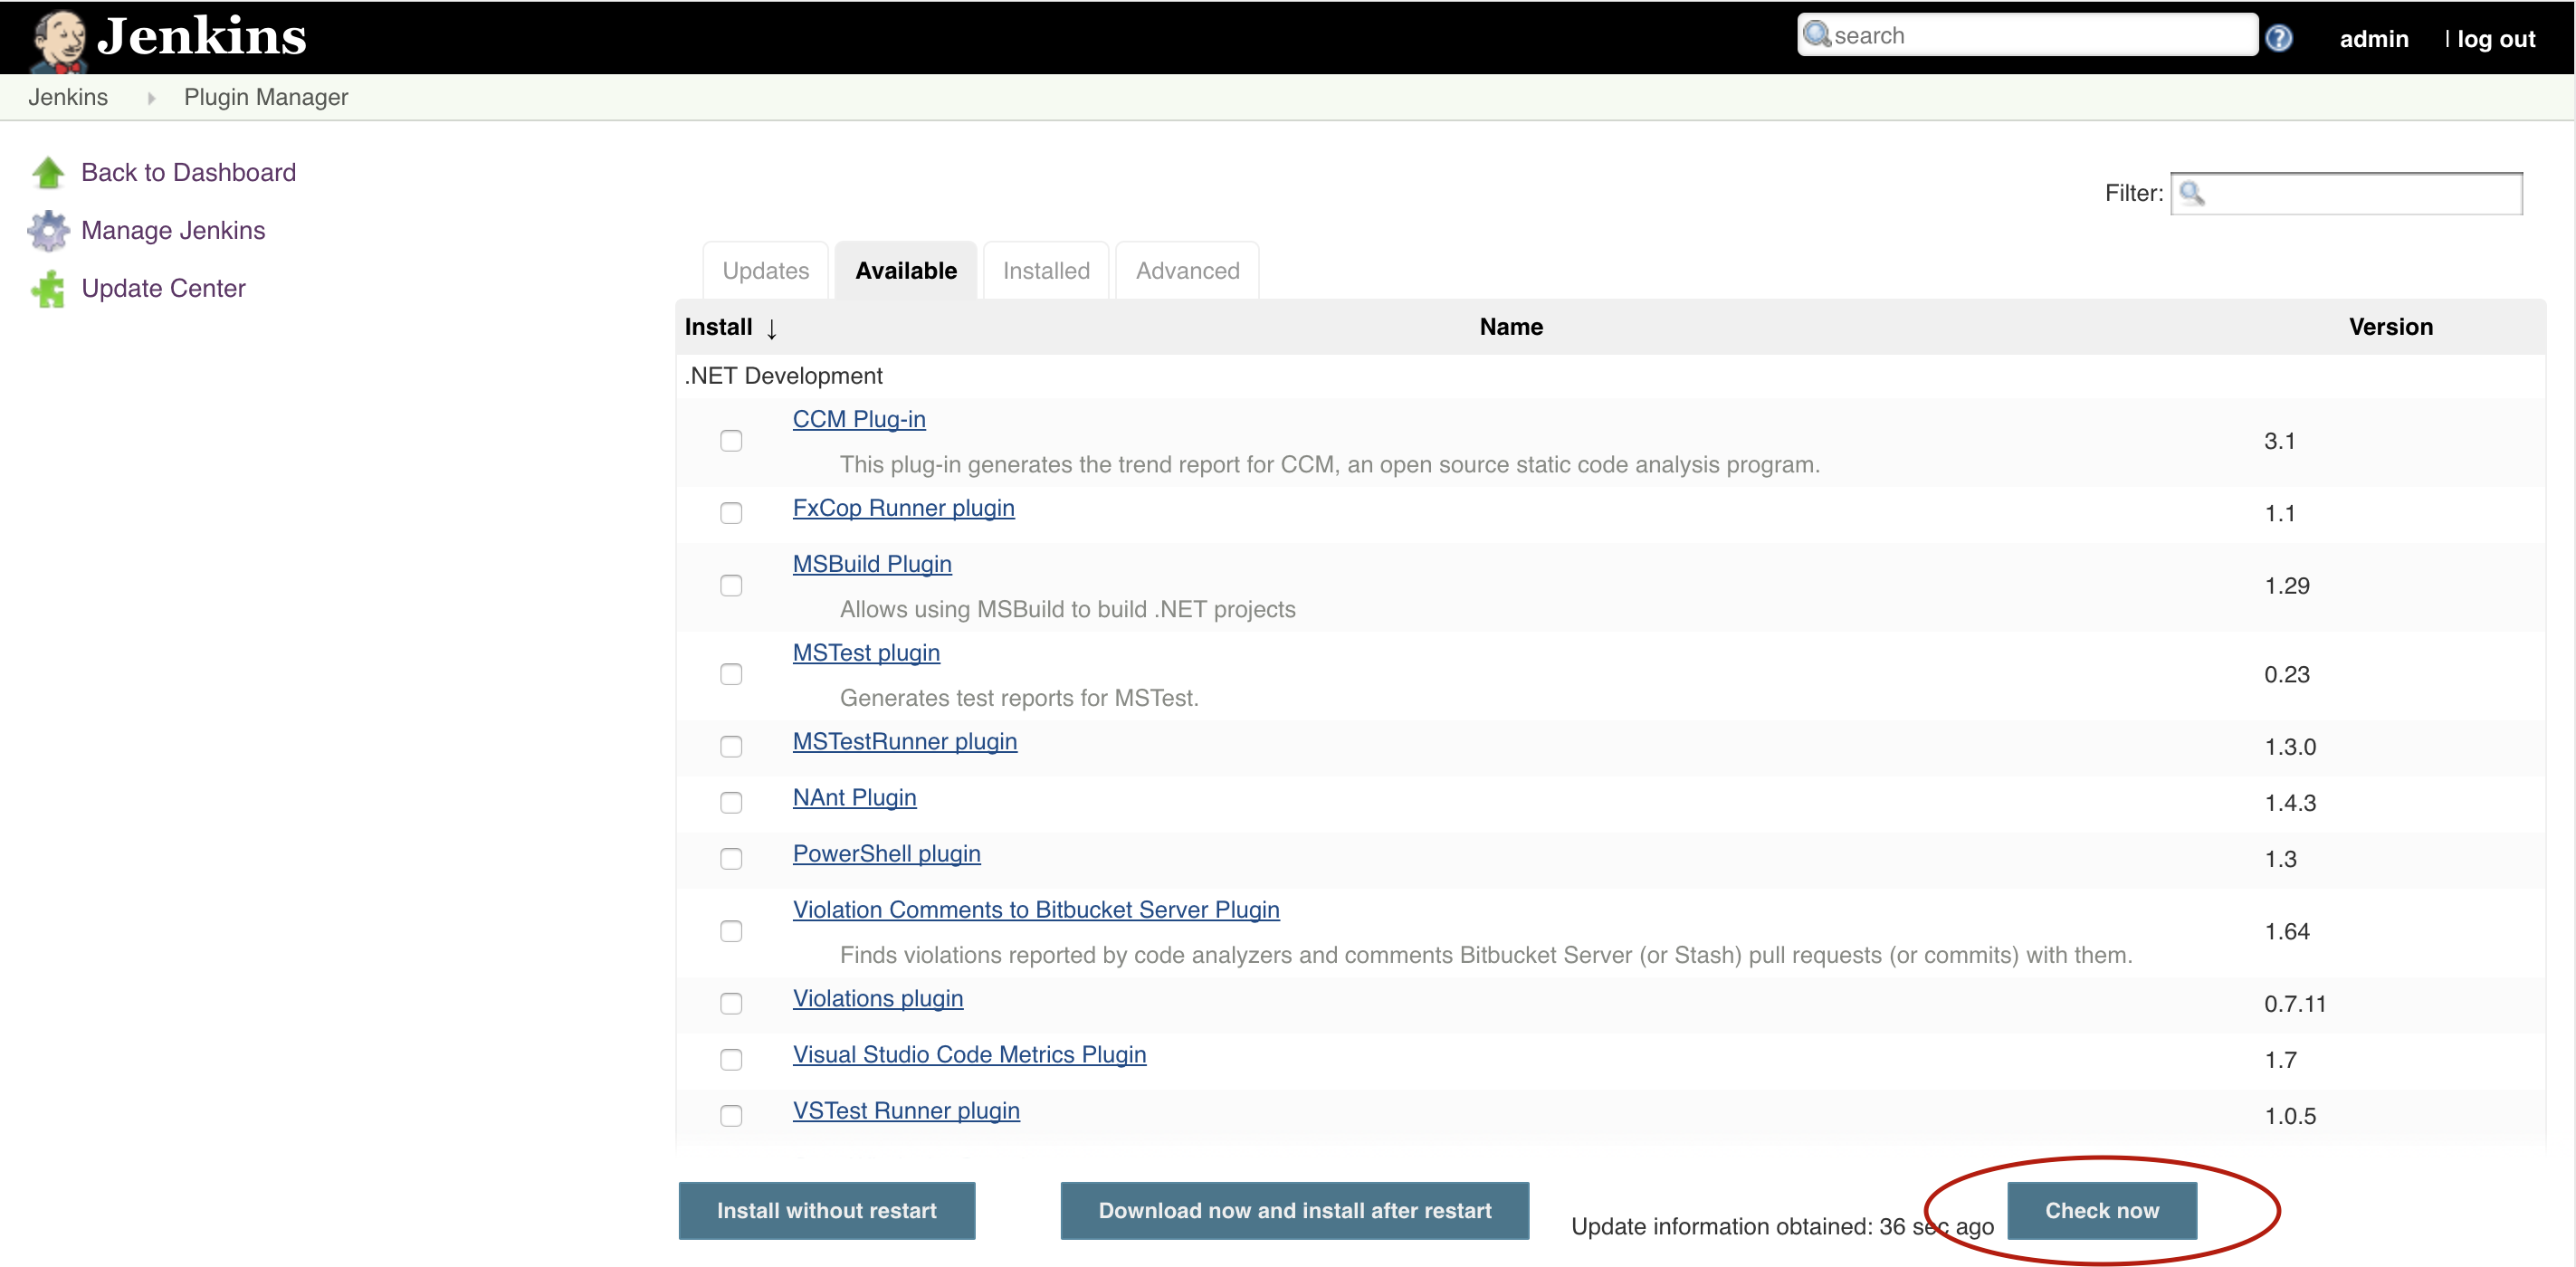 Jenkins
search
admin
| log out
Jenkins
Plugin Manager
Back to Dashboard
Manage Jenkins
Update Center
Filter:
Updates
Available
Installed
Advanced
Install ↓
Name
Version
.NET Development
CCM Plug-in
This plug-in generates the trend report for CCM, an open source static code analysis program.
3.1
FxCop Runner plugin
1.1
MSBuild Plugin
Allows using MSBuild to build .NET projects
1.29
MSTest plugin
Generates test reports for MSTest.
0.23
MSTestRunner plugin
1.3.0
NAnt Plugin
1.4.3
PowerShell plugin
1.3
Violation Comments to Bitbucket Server Plugin
Finds violations reported by code analyzers and comments Bitbucket Server (or Stash) pull requests (or commits) with them.
1.64
Violations plugin
0.7.11
Visual Studio Code Metrics Plugin
1.7
VSTest Runner plugin
1.0.5
Install without restart
Download now and install after restart
Update information obtained: 36 sec ago
Check now